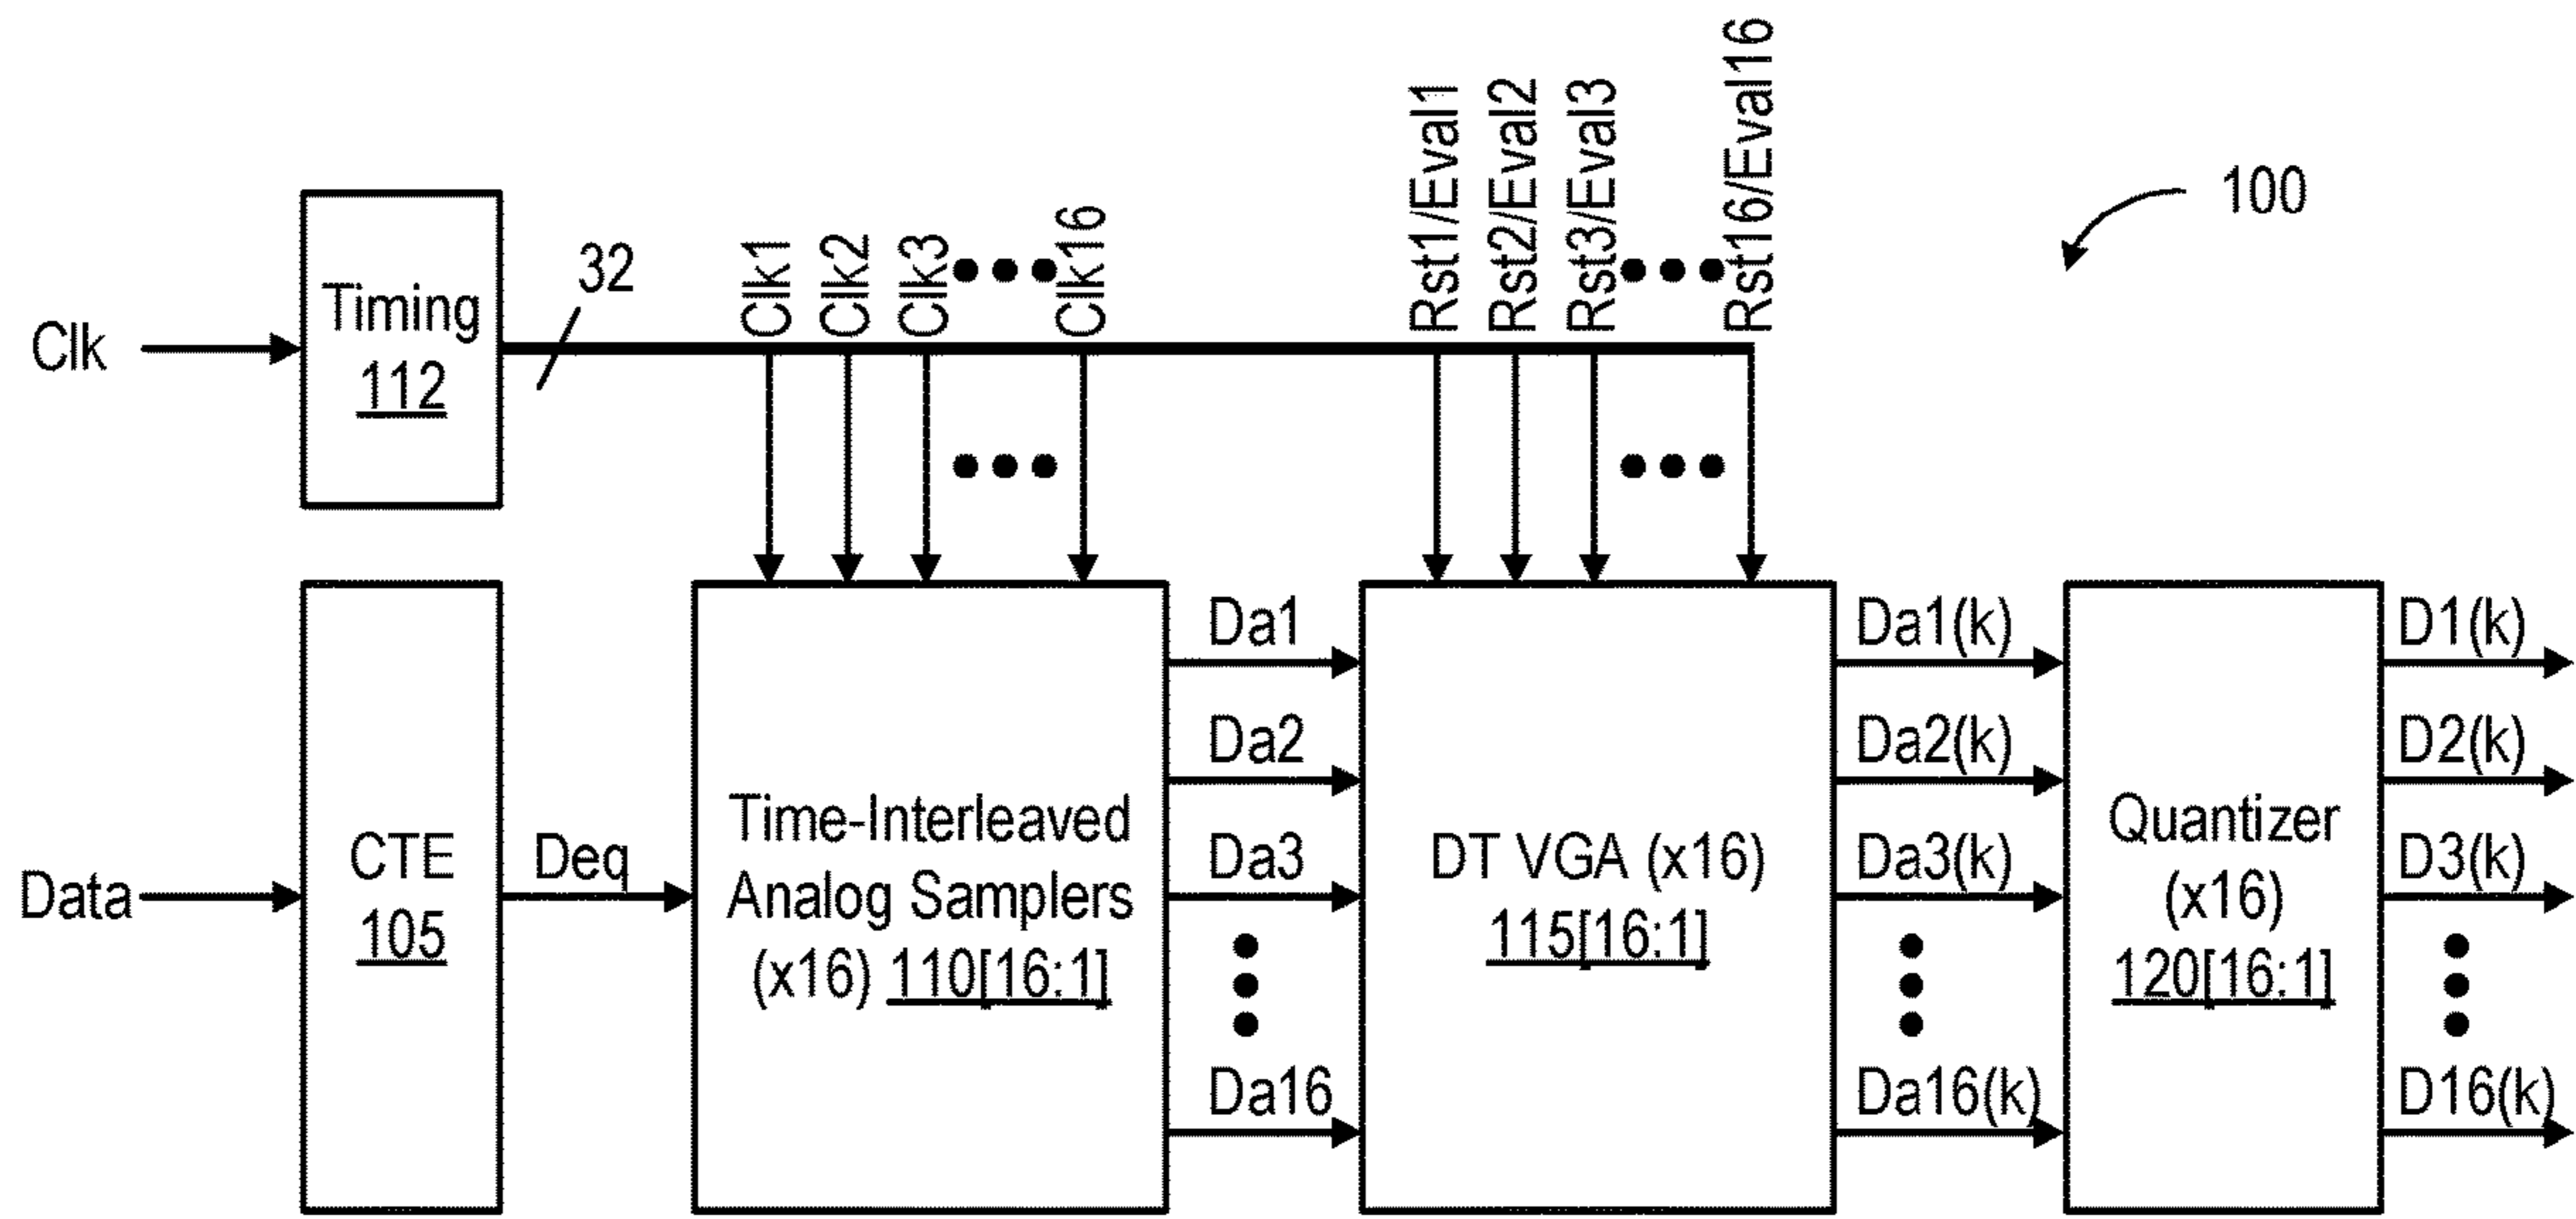 Clk
Timing
112
32
Clk1
Clk2
Clk3
Clk16
Rst1/Eval1
Rst2/Eval2
Rst3/Eval3
Rst16/Eval16
100
Data
CTE
105
Deq
Time-Interleaved
Analog Samplers
(x16) 110[16:1]
Da1
Da2
Da3
Da16
DT VGA (x16)
115[16:1]
Da1(k)
Da2(k)
Da3(k)
Da16(k)
Quantizer
(x16)
120[16:1]
D1(k)
D2(k)
D3(k)
D16(k)